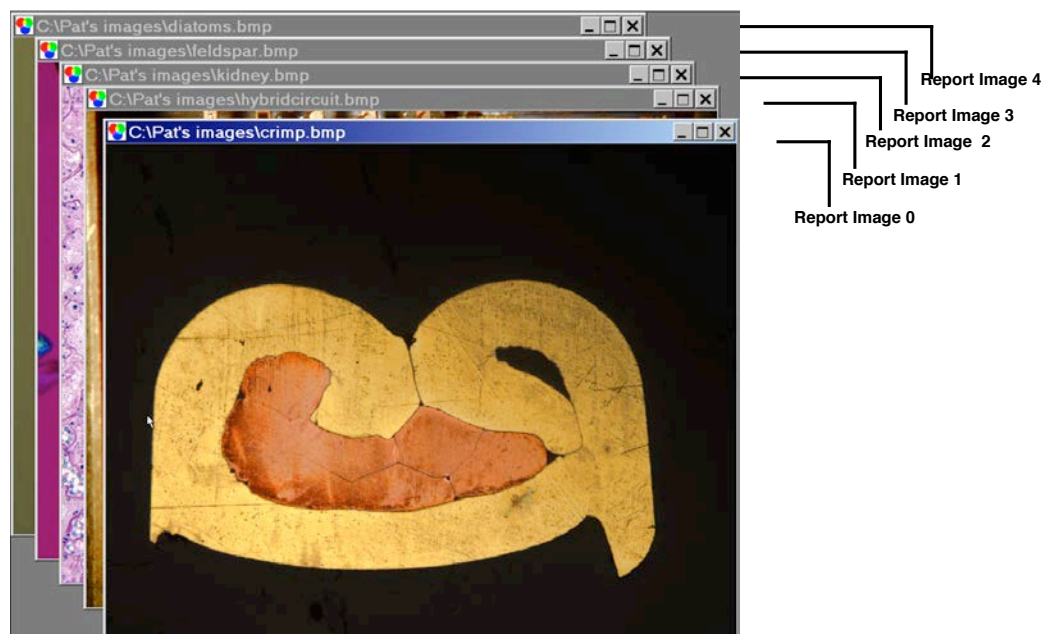 C:\Pat's images\diatoms.bmp
C:\Pat's images\feldspar.bmp
C:\Pat's images\kidney.bmp
C:\Pat's images\hybridcircuit.bmp
C:\Pat's images\crimp.bmp
Report Image 4
Report Image 3
Report Image 2
Report Image 1
Report Image 0